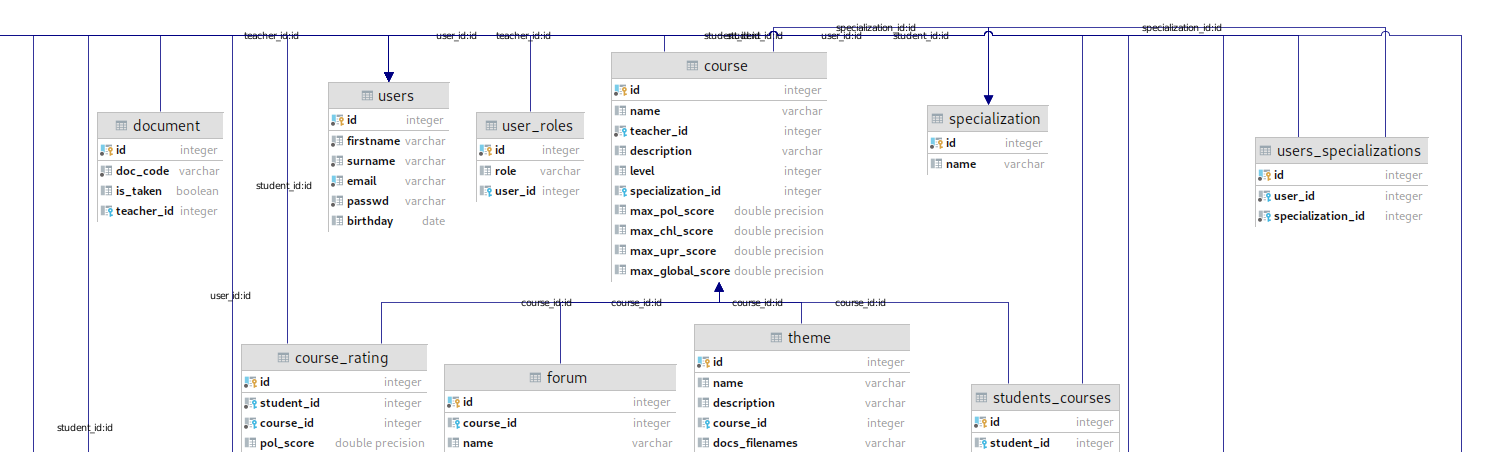 specialization_id:id
specialization_id:id
teacher_id:id
user_id:id
teacher_id:id
user_id:id
student_id:id
course
id integer
name varchar
teacher_id integer
description varchar
level integer
specialization_id integer
max_pol_score double precision
max_chl_score double precision
max_upr_score double precision
max_global_score double precision
users
id integer
firstname varchar
surname varchar
email varchar
passwd varchar
birthday date
document
id integer
doc_code varchar
is_taken boolean
teacher_id integer
user_roles
id integer
role varchar
user_id integer
specialization
id integer
name varchar
users_specializations
id integer
user_id integer
specialization_id integer
student_id:id
user_id:id
course_id:id
course_id:id
course_id:id
course_id:id
course_rating
id integer
student_id integer
course_id integer
pol_score double precision
forum
id integer
course_id integer
name varchar
theme
id integer
name varchar
description varchar
course_id integer
docs_filenames varchar
students_courses
id integer
student_id integer
student_id:id